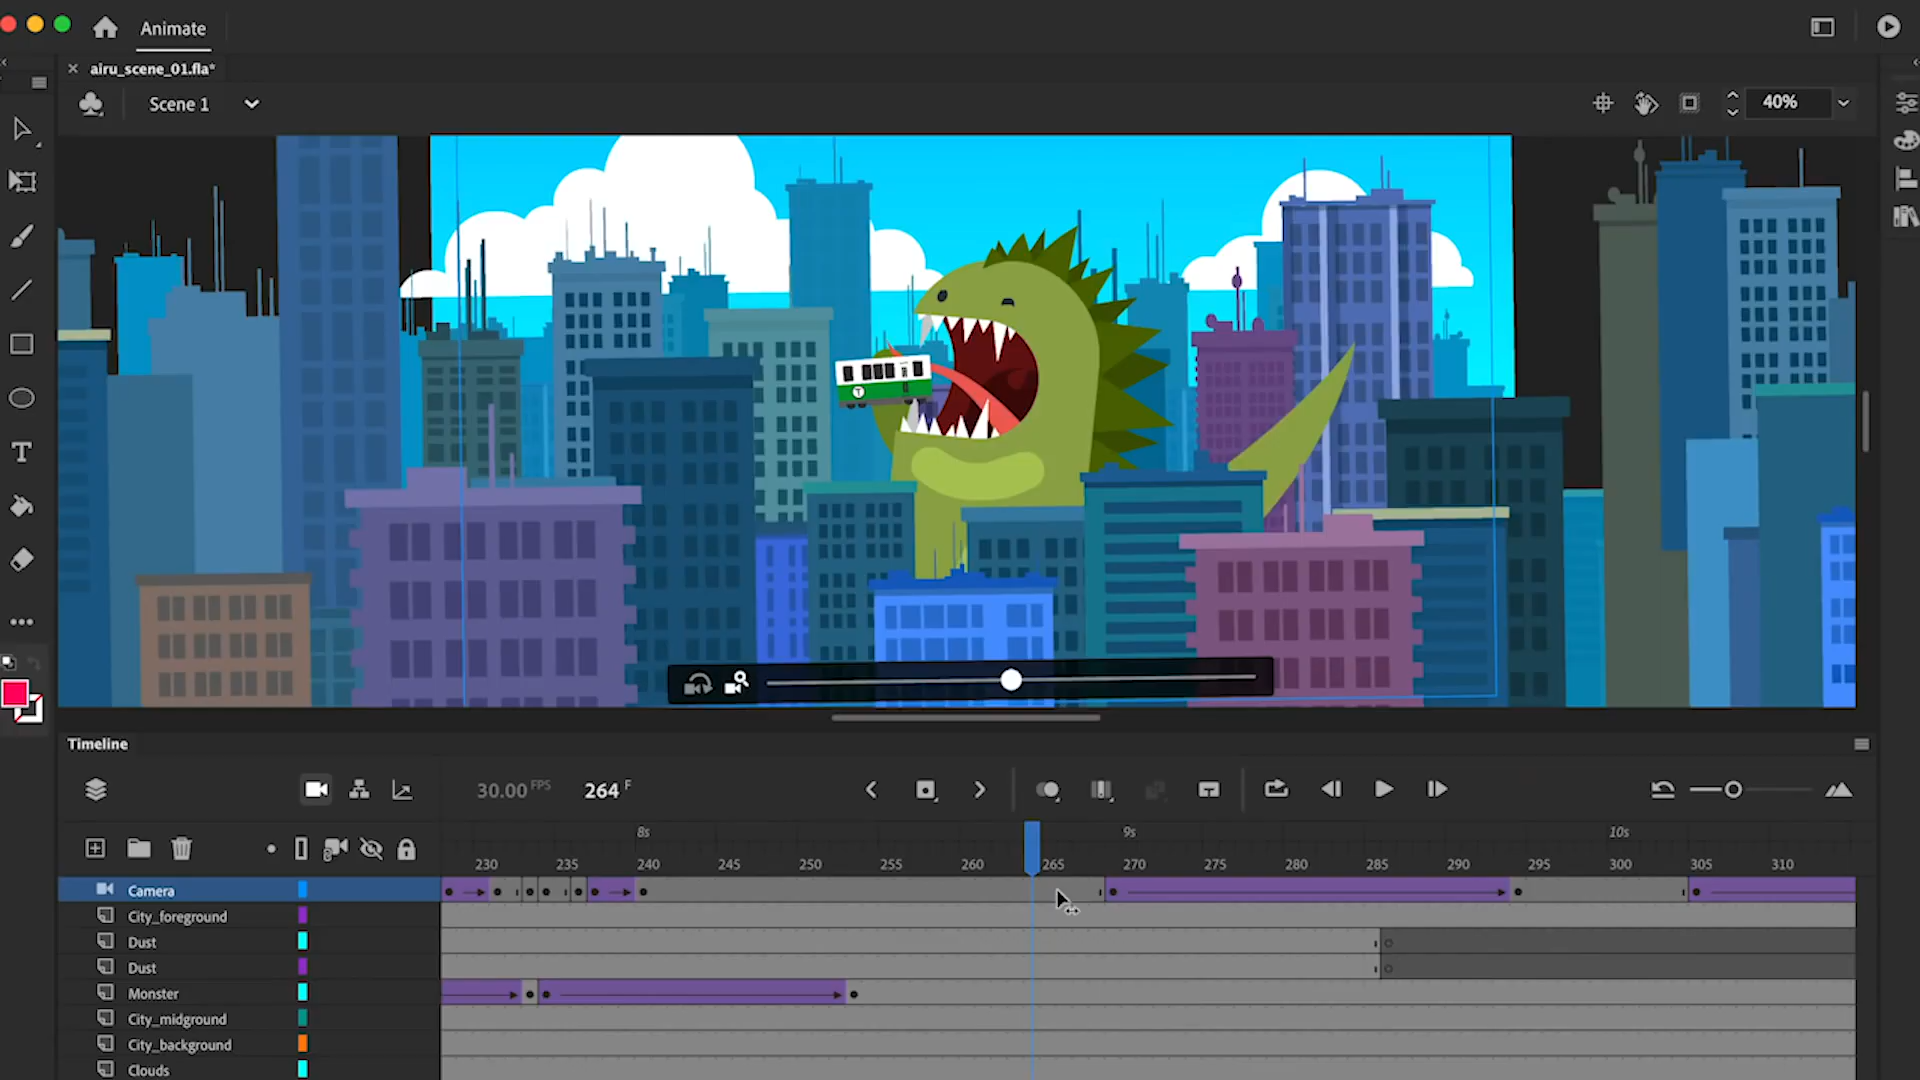 Animate
airu_scene_01.fla*
Scene 1
40%
T
T
Timeline
30.00 FPS
264 F
8s 9s 10s
230 235 240 245 250 255 260 265 270 275 280 285 290 295 300 305 310
Camera
City_foreground
Dust
Dust
Monster
City_midground
City_background
Clouds